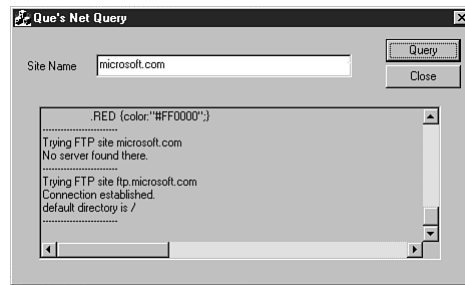 Que's Net Query
Query
Site Name
microsoft.com
Close
.RED {color:"#FF0000";}
------------------------
Trying FTP site microsoft.com
No server found there.
------------------------
Trying FTP site ftp.microsoft.com
Connection established.
default directory is /
------------------------